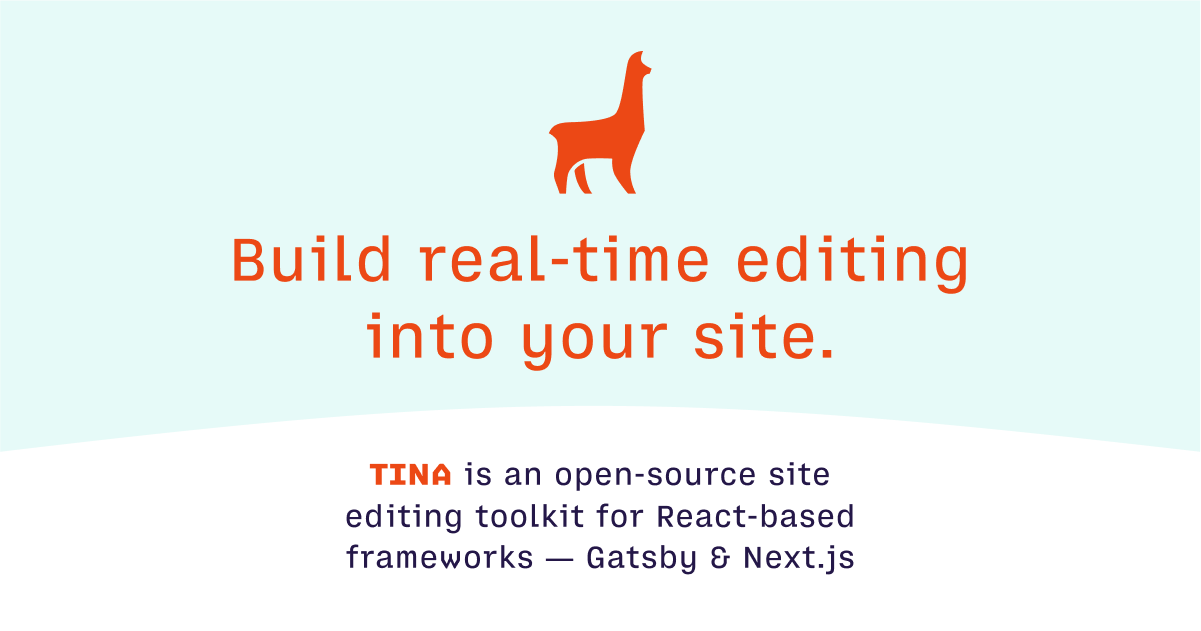 Build real-time editing
into your site.
TINA is an open-source site
editing toolkit for React-based
frameworks — Gatsby & Next.js